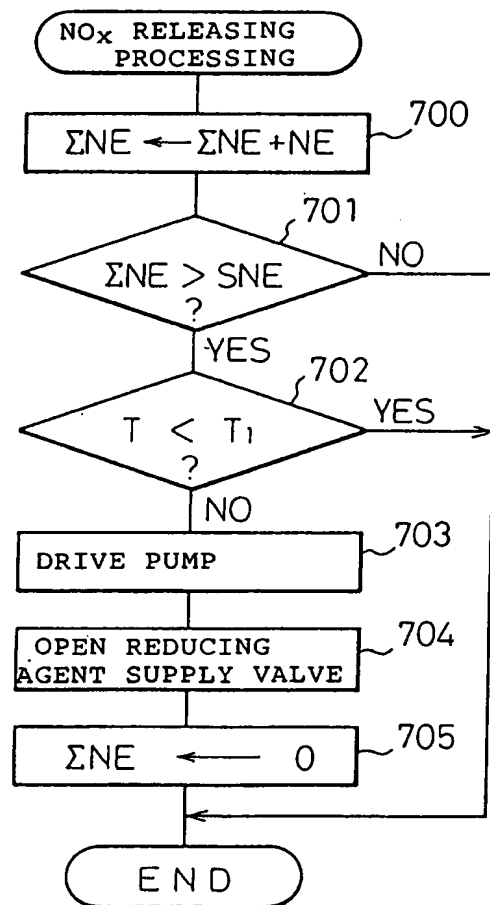 NOx RELEASING
PROCESSING
700
ΣNE ← ΣNE + NE
701
ΣNE > SNE
?
NO
YES
702
T < T1
?
YES
NO
703
DRIVE PUMP
704
OPEN REDUCING
AGENT SUPPLY VALVE
705
ΣNE ← 0
END